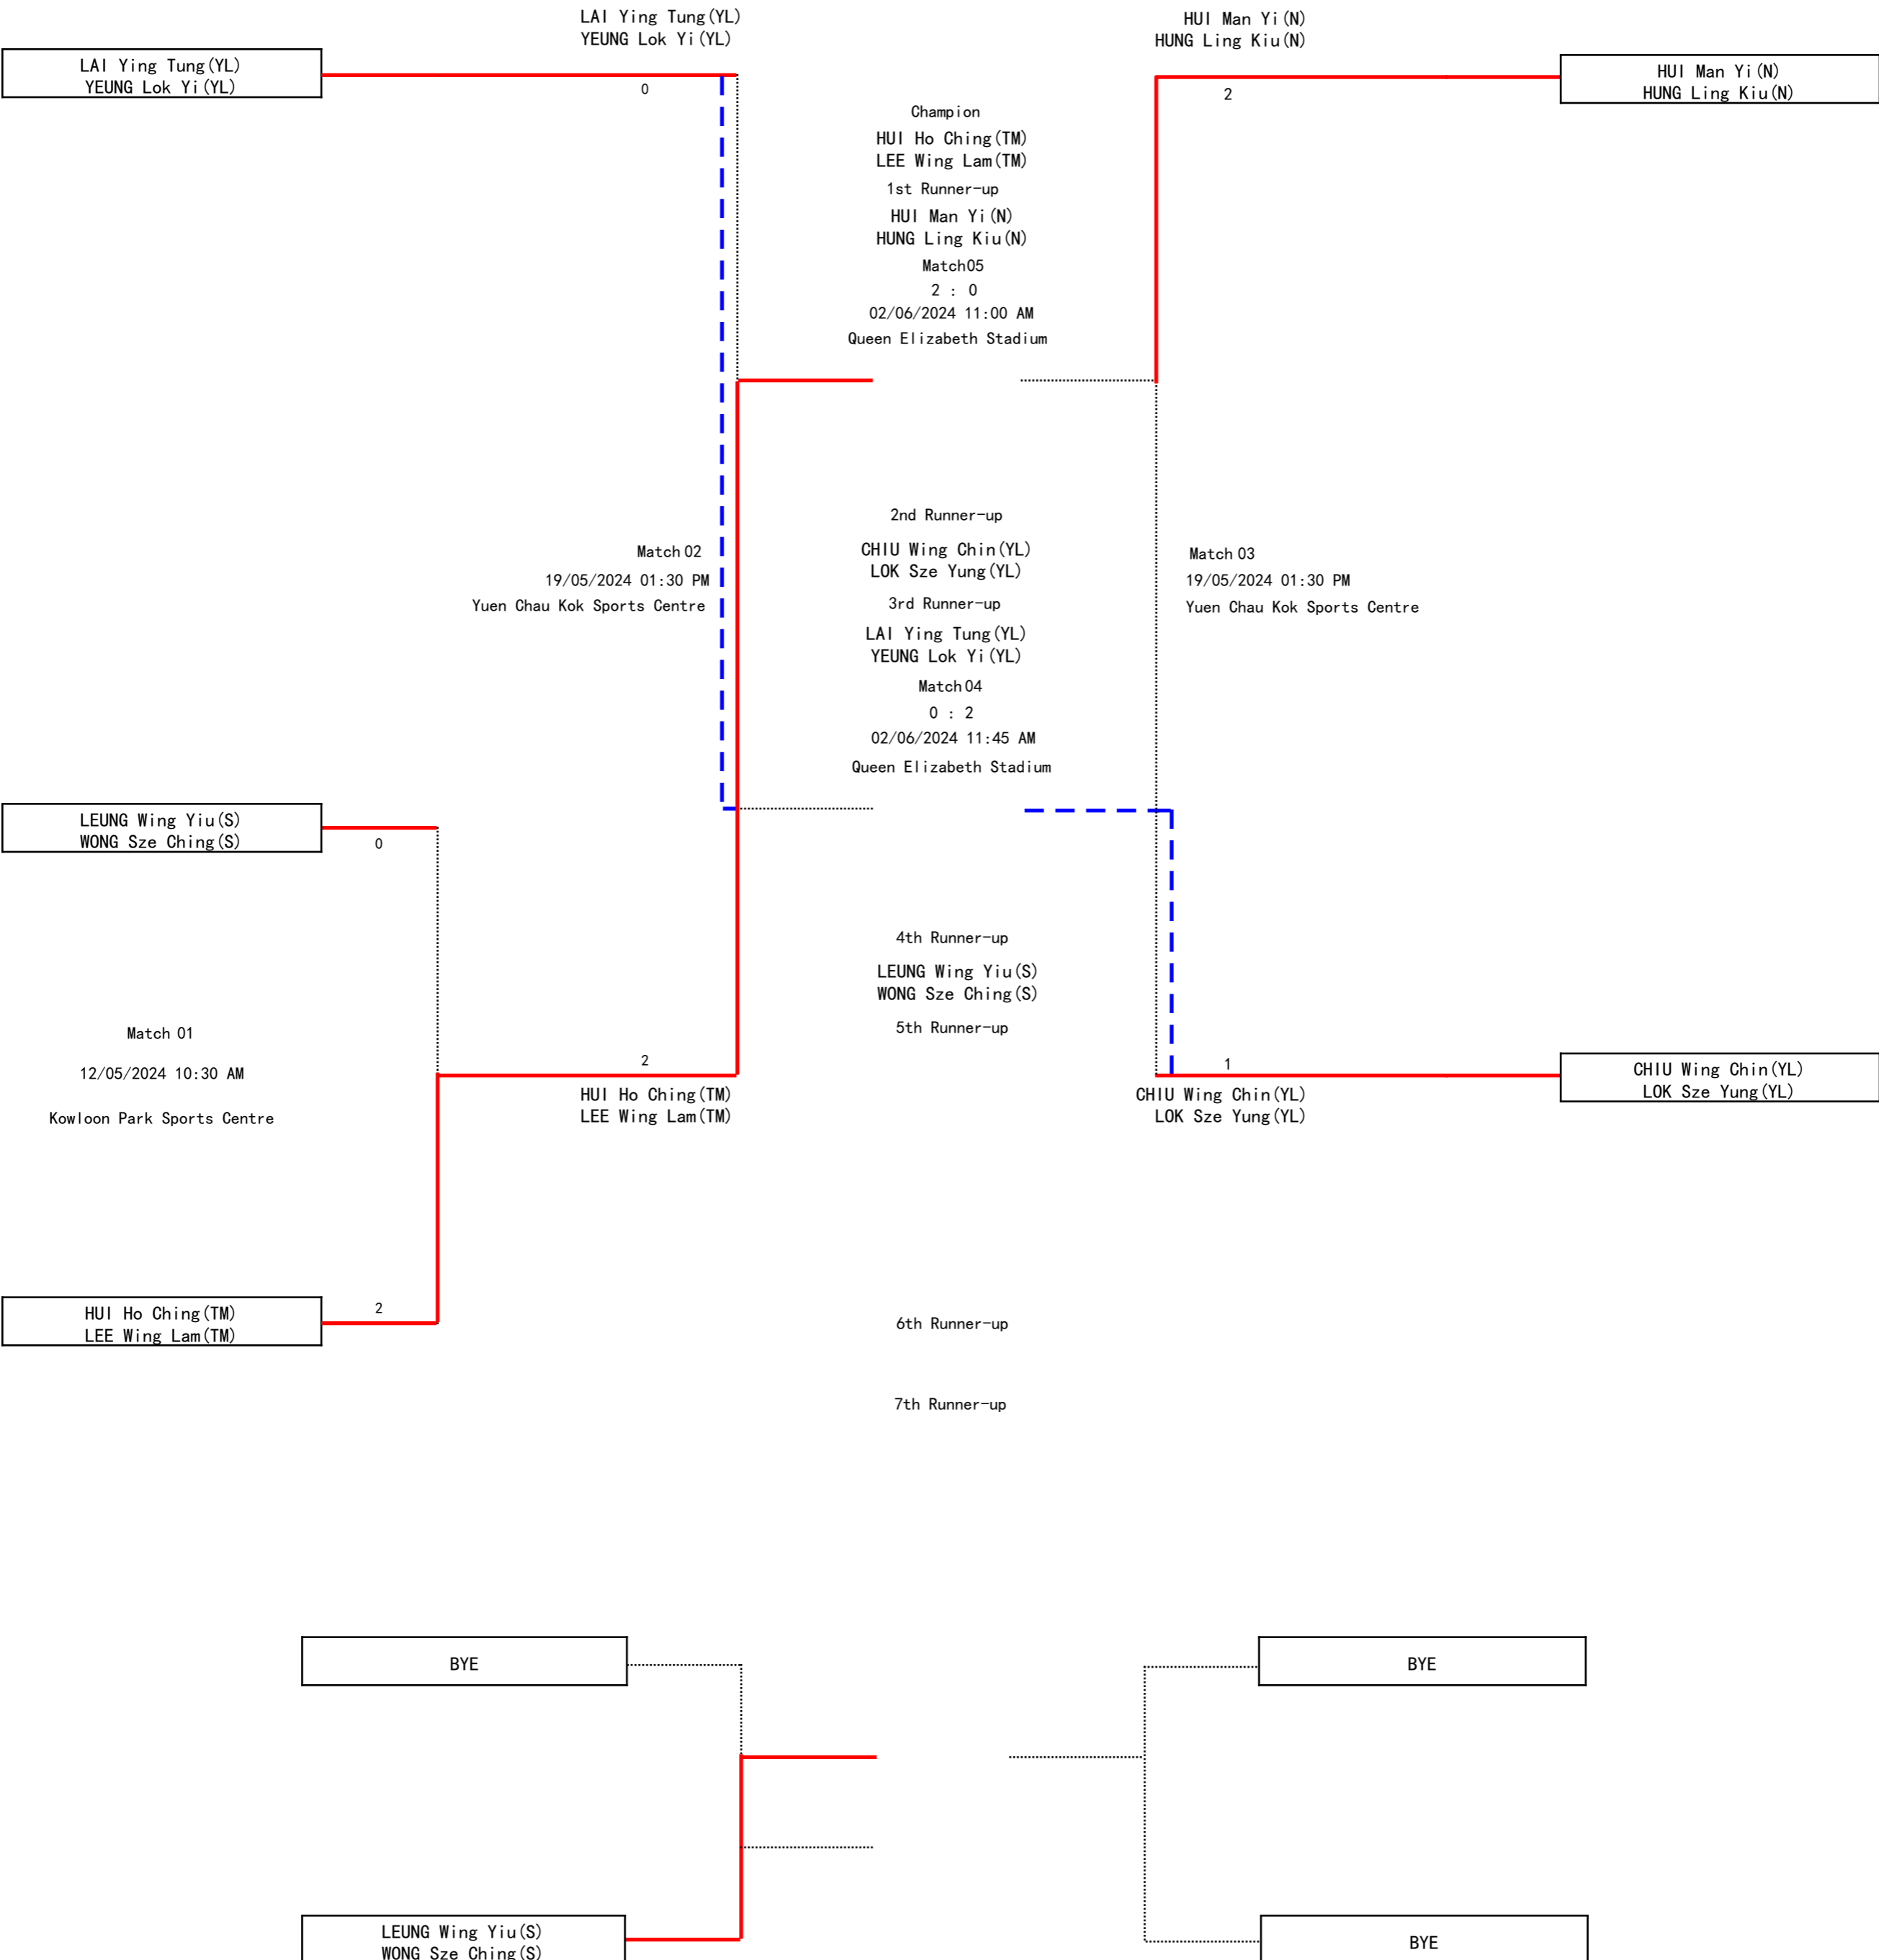 LAI Ying Tung(YL)
YEUNG Lok Yi(YL)
HUI Man Yi(N)
HUNG Ling Kiu(N)
LAI Ying Tung(YL)
YEUNG Lok Yi(YL)
0
2
HUI Man Yi(N)
HUNG Ling Kiu(N)
Champion
HUI Ho Ching(TM)
LEE Wing Lam(TM)
1st Runner-up
HUI Man Yi(N)
HUNG Ling Kiu(N)
Match05
2 : 0
02/06/2024 11:00 AM
Queen Elizabeth Stadium
Match 02
19/05/2024 01:30 PM
Yuen Chau Kok Sports Centre
2nd Runner-up
CHIU Wing Chin(YL)
LOK Sze Yung(YL)
3rd Runner-up
LAI Ying Tung(YL)
YEUNG Lok Yi(YL)
Match04
0 : 2
02/06/2024 11:45 AM
Queen Elizabeth Stadium
Match 03
19/05/2024 01:30 PM
Yuen Chau Kok Sports Centre
LEUNG Wing Yiu(S)
WONG Sze Ching(S)
0
4th Runner-up
LEUNG Wing Yiu(S)
WONG Sze Ching(S)
5th Runner-up
Match 01
12/05/2024 10:30 AM
Kowloon Park Sports Centre
2
HUI Ho Ching(TM)
LEE Wing Lam(TM)
1
CHIU Wing Chin(YL)
LOK Sze Yung(YL)
CHIU Wing Chin(YL)
LOK Sze Yung(YL)
HUI Ho Ching(TM)
LEE Wing Lam(TM)
2
6th Runner-up
7th Runner-up
BYE
BYE
LEUNG Wing Yiu(S)
WONG Sze Ching(S)
BYE